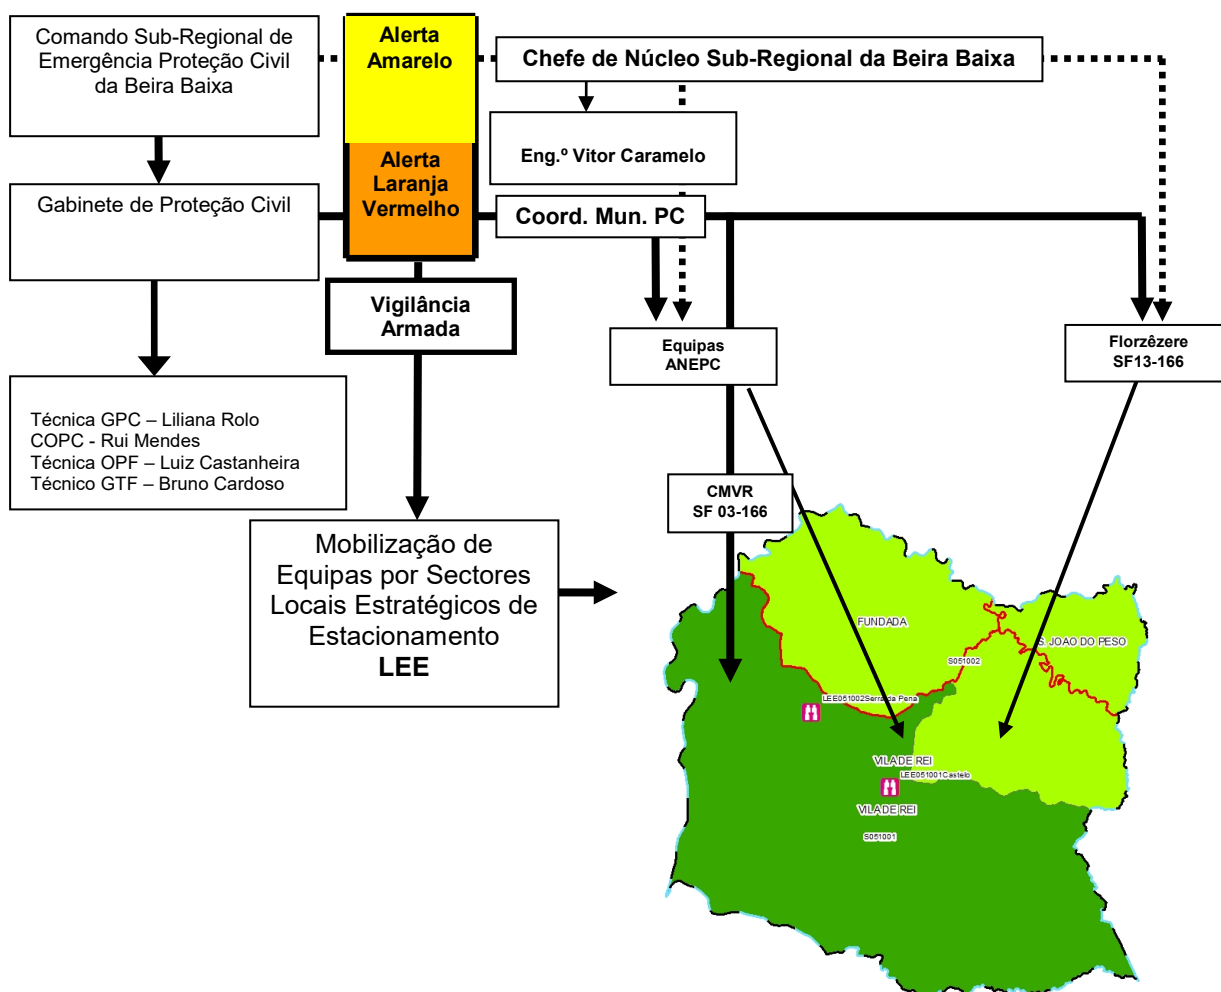 Comando Sub-Regional de
Emergência Proteção Civil
da Beira Baixa
Alerta
Amarelo
Chefe de Núcleo Sub-Regional da Beira Baixa
Eng.º Vitor Caramelo
Alerta
Laranja
Vermelho
Gabinete de Proteção Civil
Coord. Mun. PC
Vigilância
Armada
Equipas
ANEPC
Florzêzere
SF13-166
Técnica GPC – Liliana Rolo
COPC - Rui Mendes
Técnica OPF – Luiz Castanheira
Técnico GTF – Bruno Cardoso
CMVR
SF 03-166
Mobilização de
Equipas por Sectores
Locais Estratégicos de
Estacionamento
LEE
FUNDADA
S. JOAO DO PESO
S051002
LEE051002Serra da Pena
VILA DE REI
LEE051001Castelo
VILA DE REI
S051001